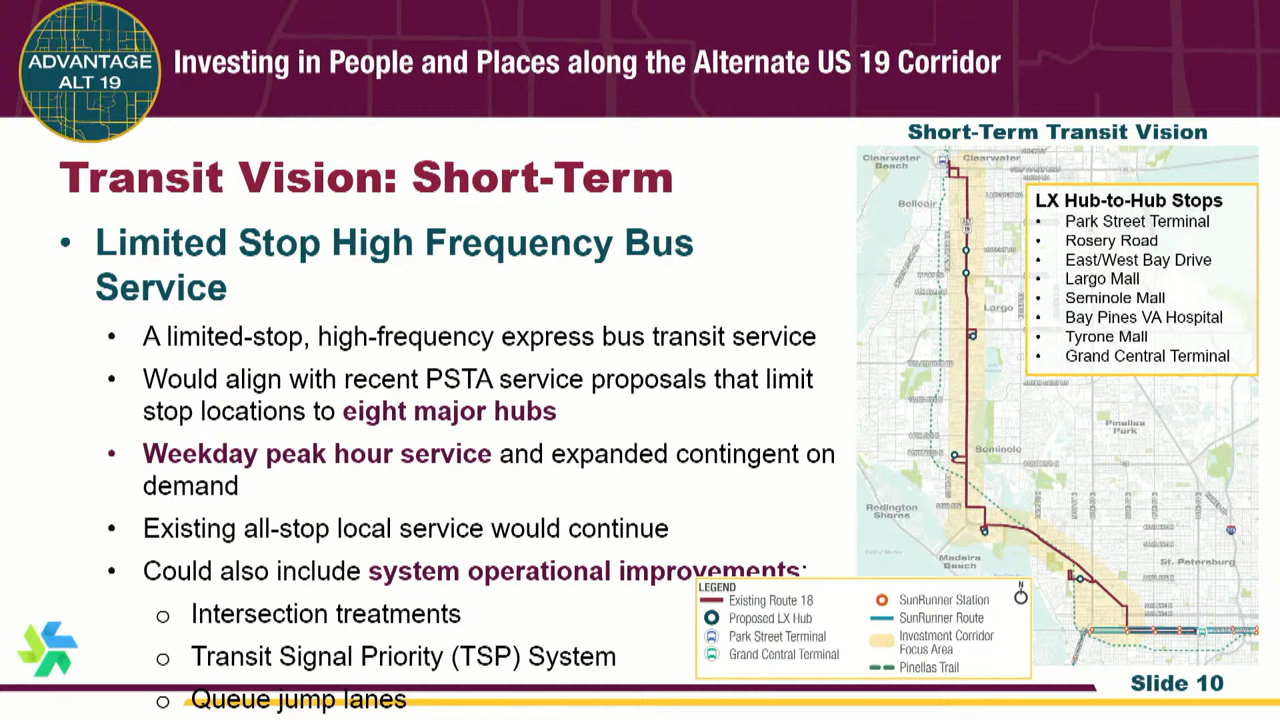 ADVANTAGE
ALT 19
Investing in People and Places along the Alternate US 19 Corridor
Transit Vision: Short-Term
• Limited Stop High Frequency Bus
Service
• A limited-stop, high-frequency express bus transit service
• Would align with recent PSTA service proposals that limit
stop locations to eight major hubs
• Weekday peak hour service and expanded contingent on
demand
• Existing all-stop local service would continue
• Could also include system operational improvements:
o Intersection treatments
o Transit Signal Priority (TSP) System
o Queue jump lanes
Short-Term Transit Vision
Clearwater
Beach
Clearwater
Belleair
Largo
Seminole
Pinellas
Park
Redington
Shores
Madeira
Beach
St. Petersburg
Gulf of Mexico
LX Hub-to-Hub Stops
• Park Street Terminal
• Rosery Road
• East/West Bay Drive
• Largo Mall
• Seminole Mall
• Bay Pines VA Hospital
• Tyrone Mall
• Grand Central Terminal
LEGEND
Existing Route 18
Proposed LX Hub
Park Street Terminal
Grand Central Terminal
SunRunner Station
SunRunner Route
Investment Corridor
Focus Area
Pinellas Trail
N
Slide 10